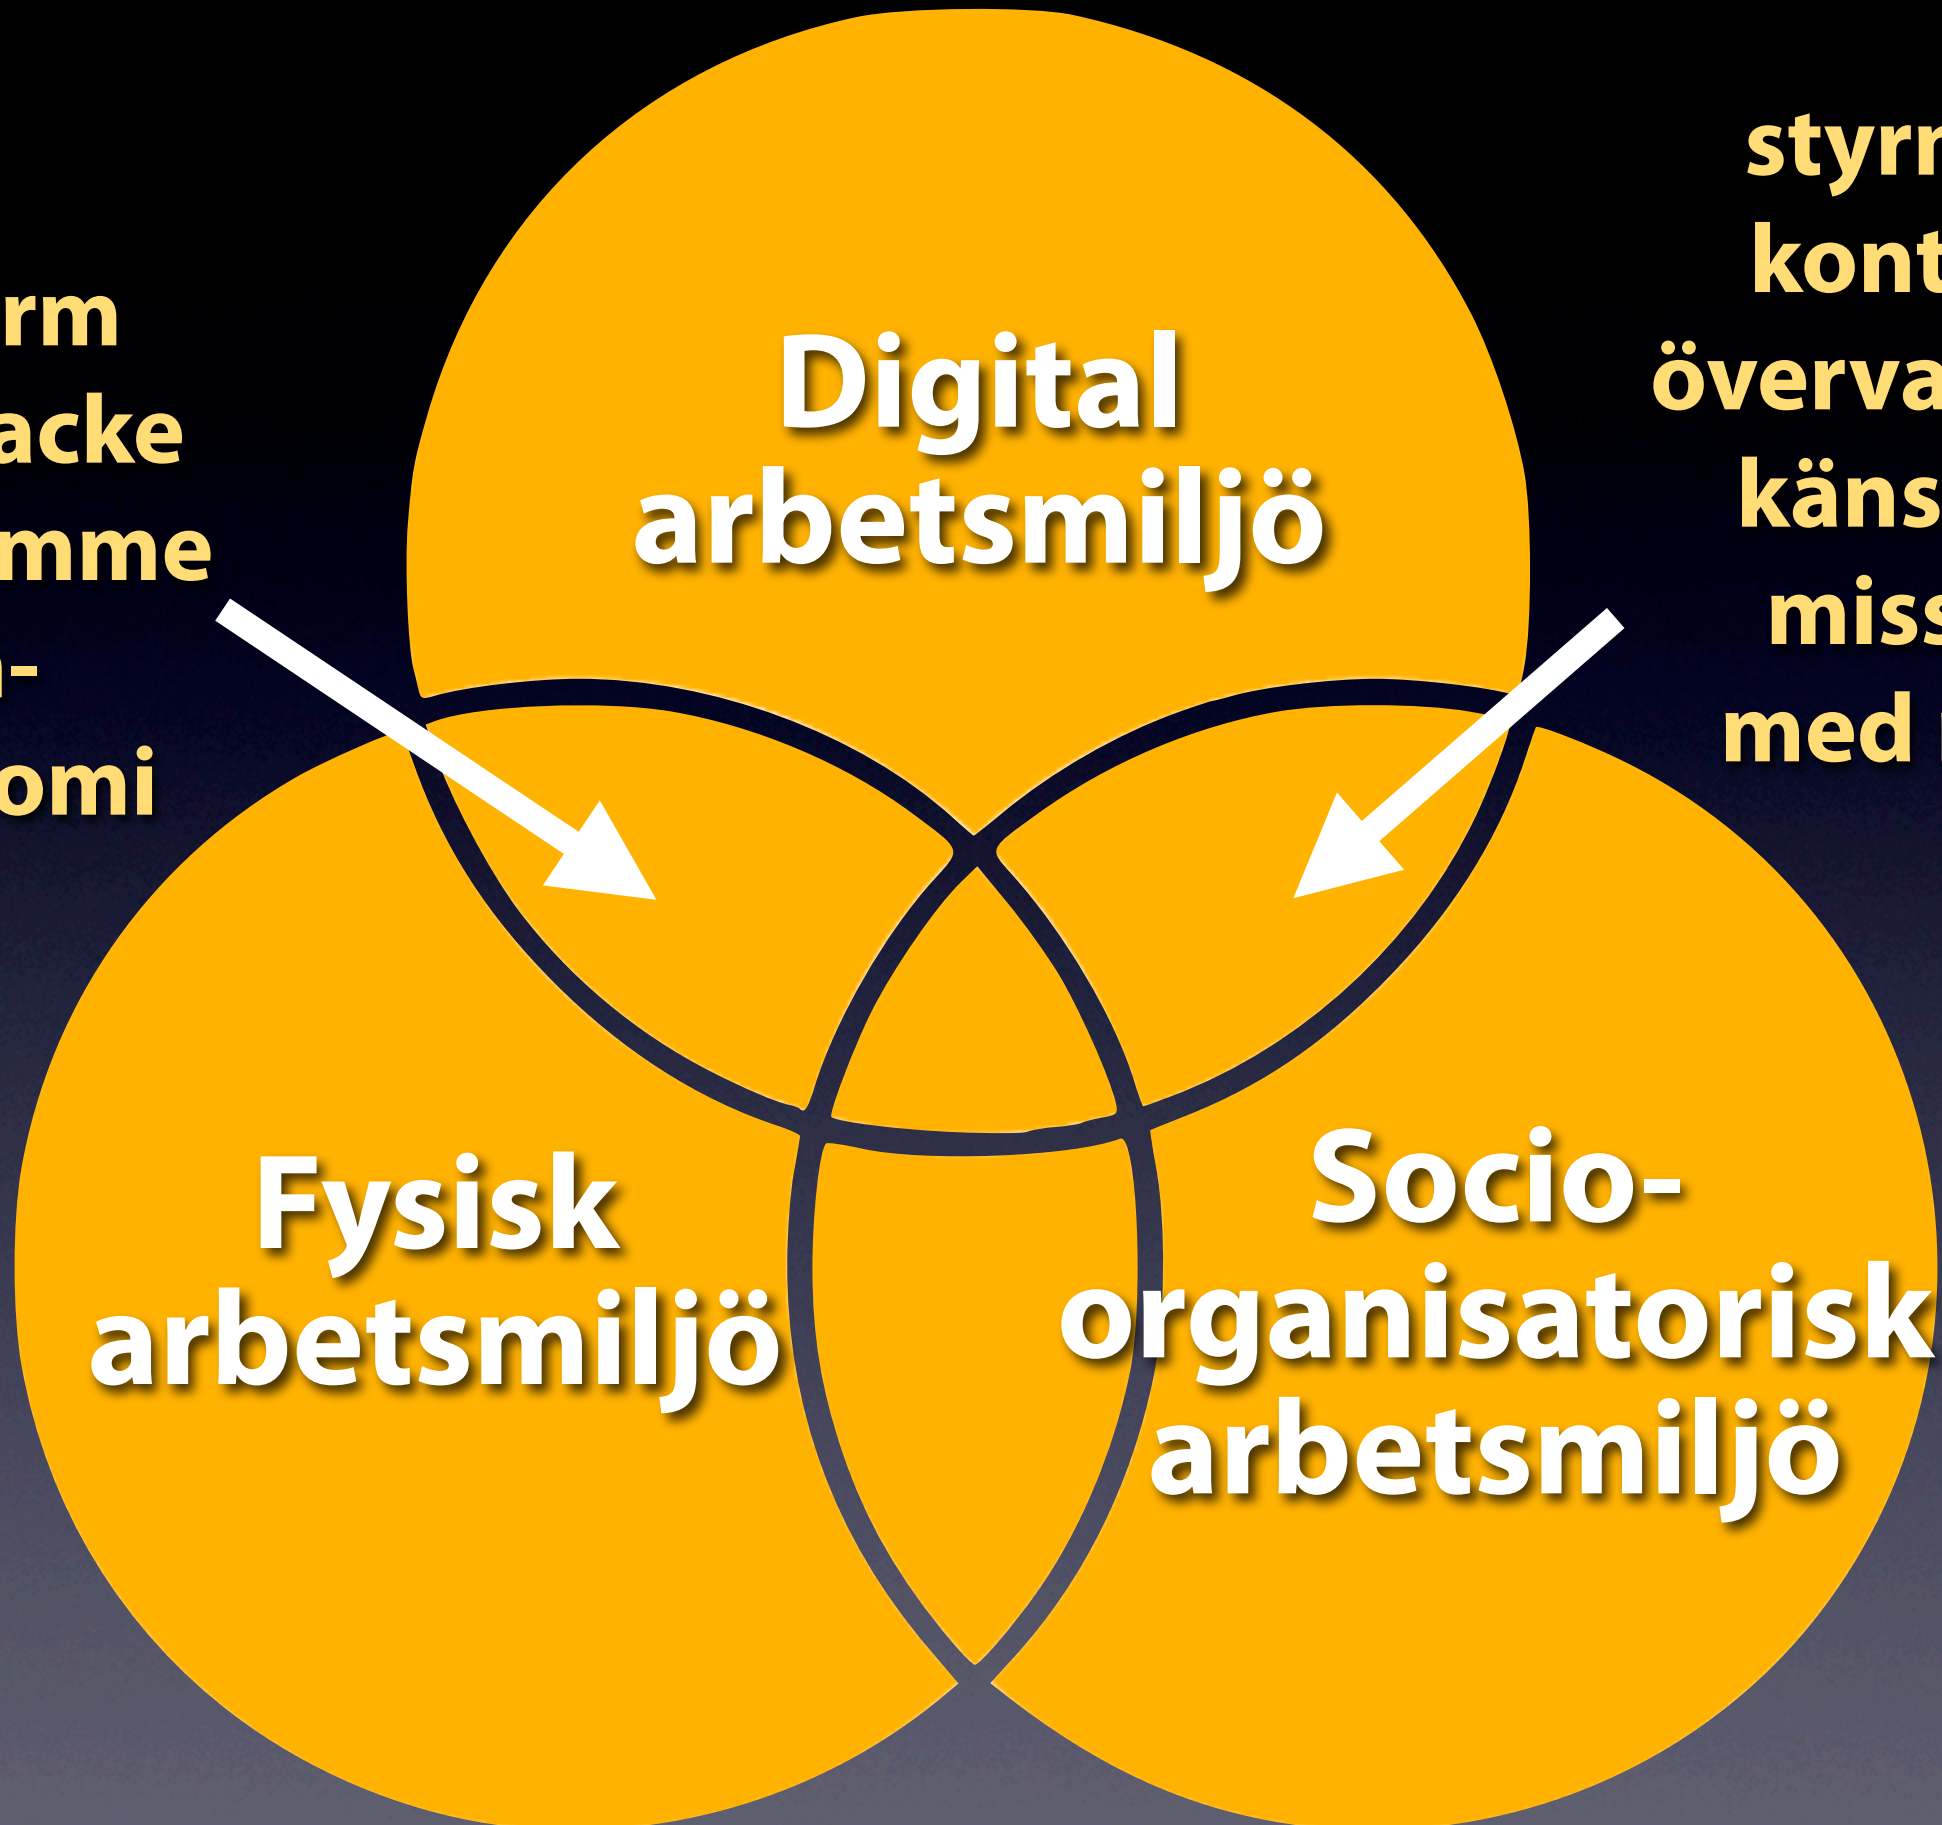 rm
acke
mme
-
omi
Digital
arbetsmiljö
styr
kont
överva
käns
miss
med
Fysisk
arbetsmiljö
Socio-
organisatorisk
arbetsmiljö